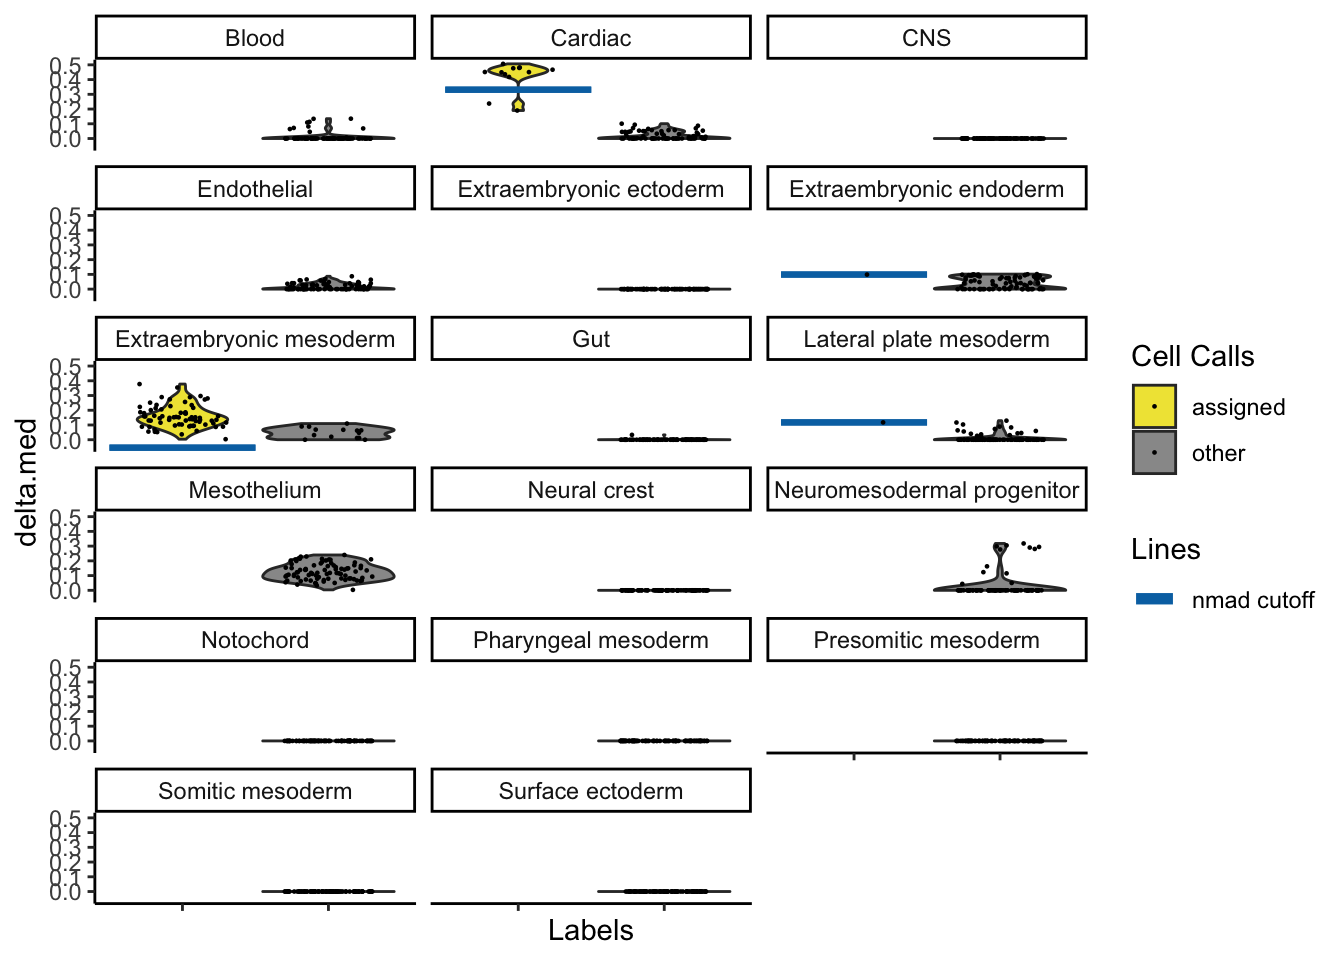 Blood
Cardiac
CNS
0.5
0.4
0.3
0.2
0.1
0.0
Endothelial
Extraembryonic ectoderm
Extraembryonic endoderm
0.5
0.4
0.3
0.2
0.1
0.0
Extraembryonic mesoderm
Gut
Lateral plate mesoderm
0.5
0.4
0.3
0.2
0.1
0.0
Mesothelium
Neural crest
Neuromesodermal progenitor
0.5
0.4
0.3
0.2
0.1
0.0
Notochord
Pharyngeal mesoderm
Presomitic mesoderm
0.5
0.4
0.3
0.2
0.1
0.0
Somitic mesoderm
Surface ectoderm
0.5
0.4
0.3
0.2
0.1
0.0
delta.med
Labels
Cell Calls
assigned
other
Lines
nmad cutoff